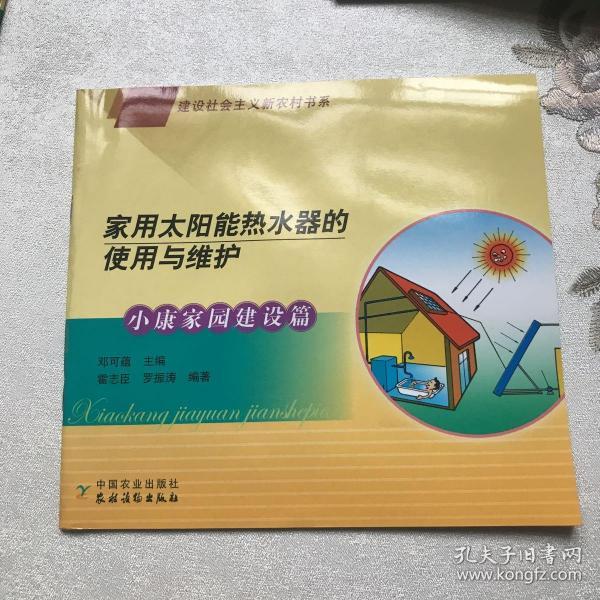 建设社会主义新农村书系
家用太阳能热水器的
使用与维护
小康家园建设篇
邓可蕴 主编
霍志臣 罗振涛 编著
Xiaokang jiayuan jianshepian
中国农业出版社
农村读物出版社
孔夫子旧书网
www.kongfz.com